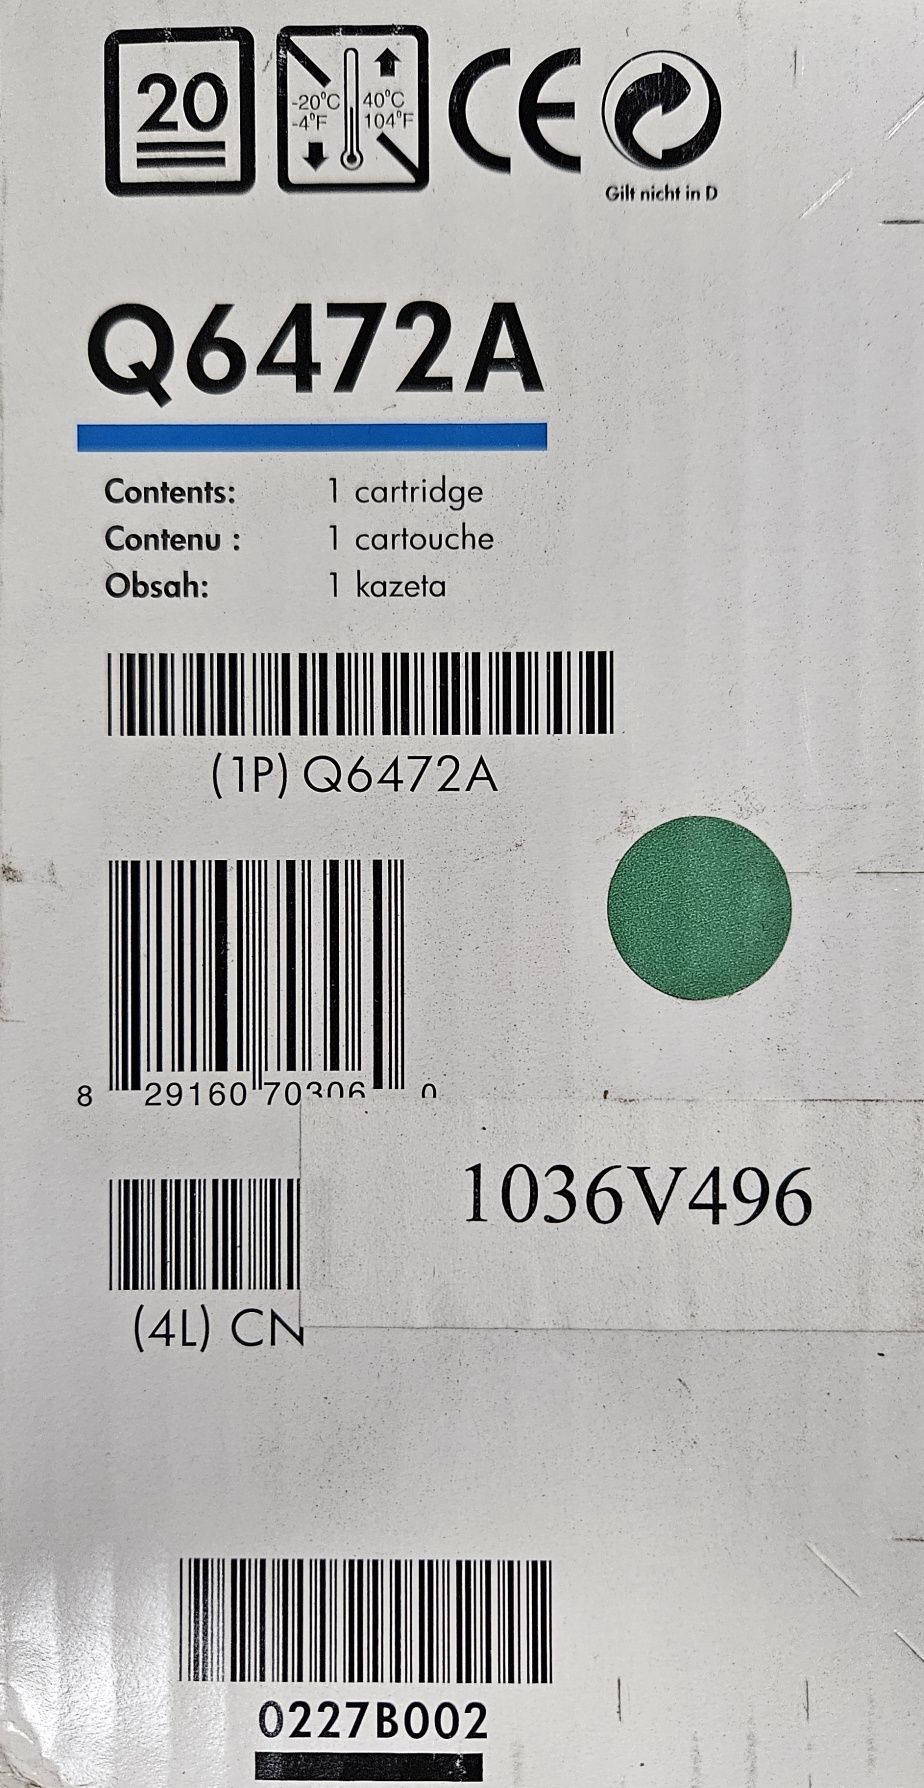 20
-20°C 40°C
-4°F 104°F
CE
Gilt nicht in D
Q6472A
Contents: 1 cartridge
Contenu : 1 cartouche
Obsah: 1 kazeta
(1P) Q6472A
8 29160 70306 0
1036V496
(4L) CN
0227B002